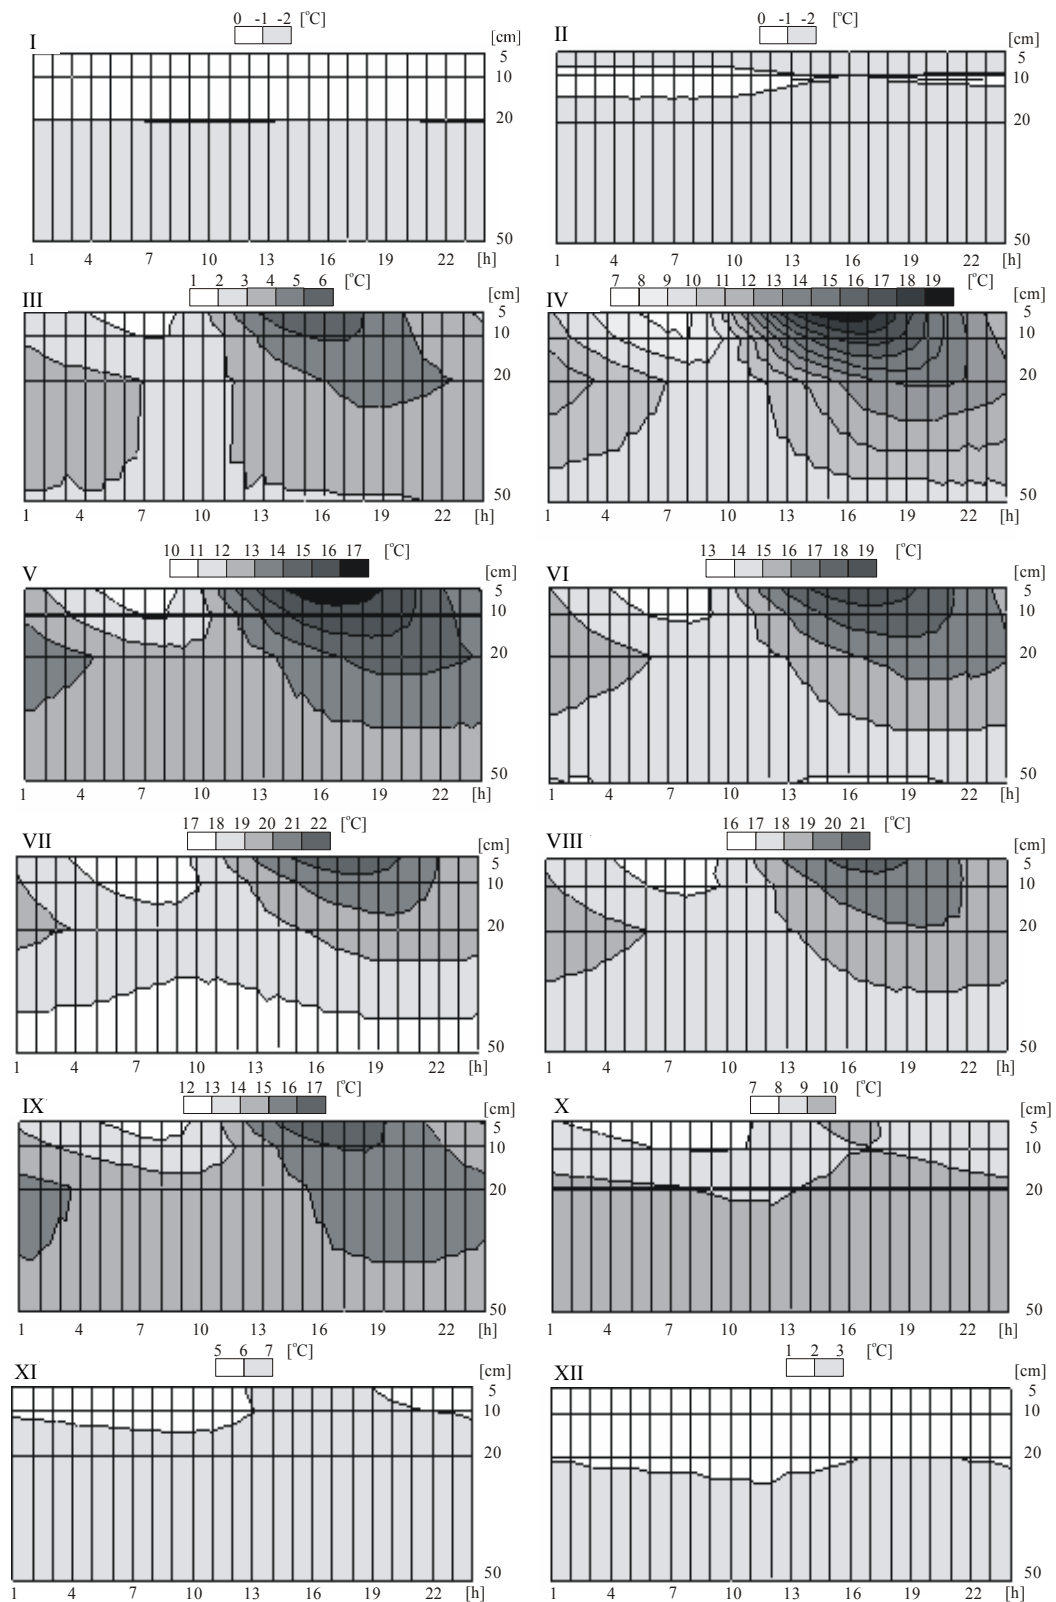 0 -1 -2 [°C]
I
[cm]
5
10
20
50
1 4 7 10 13 16 19 22 [h]
0 -1 -2 [°C]
II
[cm]
5
10
20
50
1 4 7 10 13 16 19 22 [h]
1 2 3 4 5 6 [°C]
III
[cm]
5
10
20
50
1 4 7 10 13 16 19 22 [h]
7 8 9 10 11 12 13 14 15 16 17 18 19 [°C]
IV
[cm]
5
10
20
50
1 4 7 10 13 16 19 22 [h]
10 11 12 13 14 15 16 17 [°C]
V
[cm]
5
10
20
50
1 4 7 10 13 16 19 22 [h]
13 14 15 16 17 18 19 [°C]
VI
[cm]
5
10
20
50
1 4 7 10 13 16 19 22 [h]
17 18 19 20 21 22 [°C]
VII
[cm]
5
10
20
50
1 4 7 10 13 16 19 22 [h]
16 17 18 19 20 21 [°C]
VIII
[cm]
5
10
20
50
1 4 7 10 13 16 19 22 [h]
12 13 14 15 16 17 [°C]
IX
[cm]
5
10
20
50
1 4 7 10 13 16 19 22 [h]
7 8 9 10 [°C]
X
[cm]
5
10
20
50
1 4 7 10 13 16 19 22 [h]
5 6 7 [°C]
XI
[cm]
5
10
20
50
1 4 7 10 13 16 19 22 [h]
1 2 3 [°C]
XII
[cm]
5
10
20
50
1 4 7 10 13 16 19 22 [h]